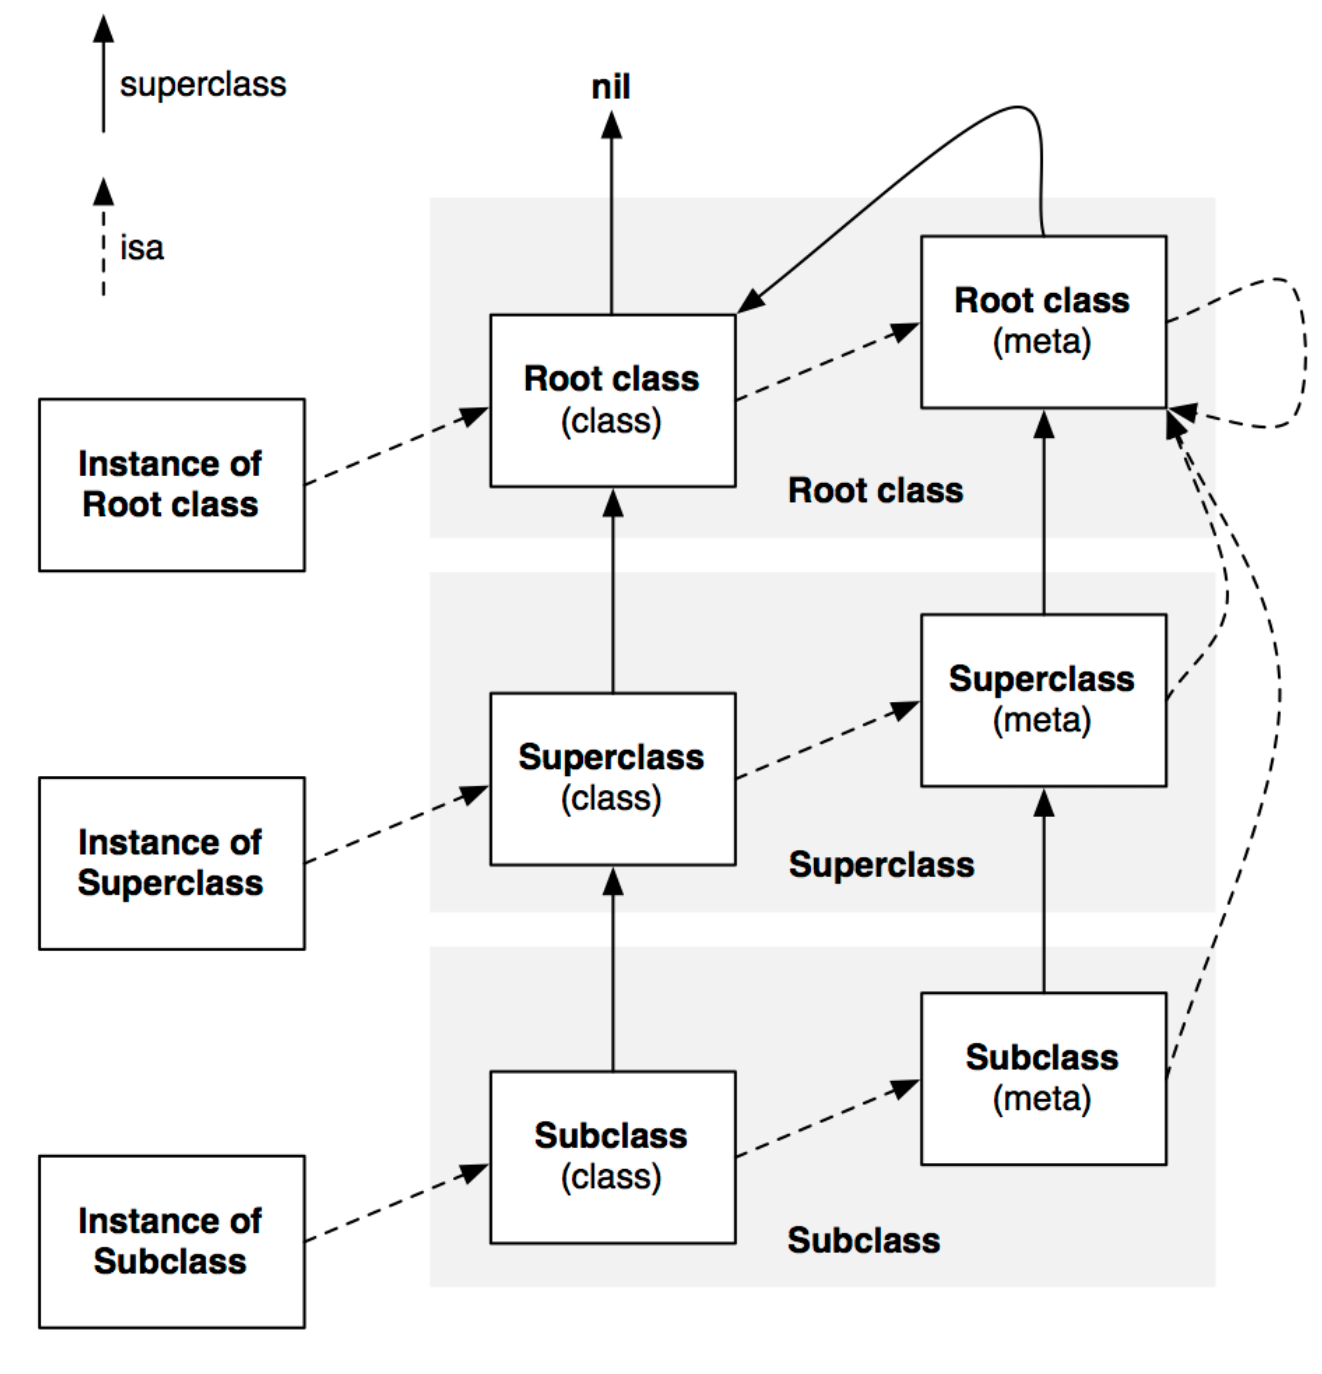 superclass
isa
nil
Root class
(meta)
Root class
(class)
Instance of
Root class
Root class
Superclass
(meta)
Superclass
(class)
Instance of
Superclass
Superclass
Subclass
(meta)
Subclass
(class)
Instance of
Subclass
Subclass